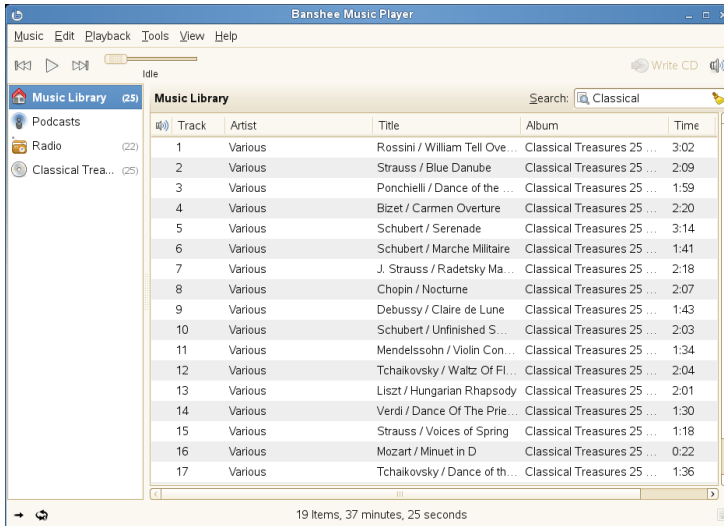 Banshee Music Player
Music Edit Playback Tools View Help
Idle
Write CD
Music Library (25)
Podcasts
Radio (22)
Classical Trea... (25)
Music Library
Search: Classical
Track Artist Title Album Time
1 Various Rossini / William Tell Ove... Classical Treasures 25 ... 3:02
2 Various Strauss / Blue Danube Classical Treasures 25 ... 2:09
3 Various Ponchielli / Dance of the ... Classical Treasures 25 ... 1:59
4 Various Bizet / Carmen Overture Classical Treasures 25 ... 2:20
5 Various Schubert / Serenade Classical Treasures 25 ... 3:14
6 Various Schubert / Marche Militaire Classical Treasures 25 ... 1:41
7 Various J. Strauss / Radetsky Ma... Classical Treasures 25 ... 2:18
8 Various Chopin / Nocturne Classical Treasures 25 ... 2:07
9 Various Debussy / Claire de Lune Classical Treasures 25 ... 1:43
10 Various Schubert / Unfinished S... Classical Treasures 25 ... 2:03
11 Various Mendelssohn / Violin Con... Classical Treasures 25 ... 1:34
12 Various Tchaikovsky / Waltz Of Fl... Classical Treasures 25 ... 2:04
13 Various Liszt / Hungarian Rhapsody Classical Treasures 25 ... 2:01
14 Various Verdi / Dance Of The Prie... Classical Treasures 25 ... 1:30
15 Various Strauss / Voices of Spring Classical Treasures 25 ... 1:18
16 Various Mozart / Minuet in D Classical Treasures 25 ... 0:22
17 Various Tchaikovsky / Dance of th... Classical Treasures 25 ... 1:36
19 Items, 37 minutes, 25 seconds